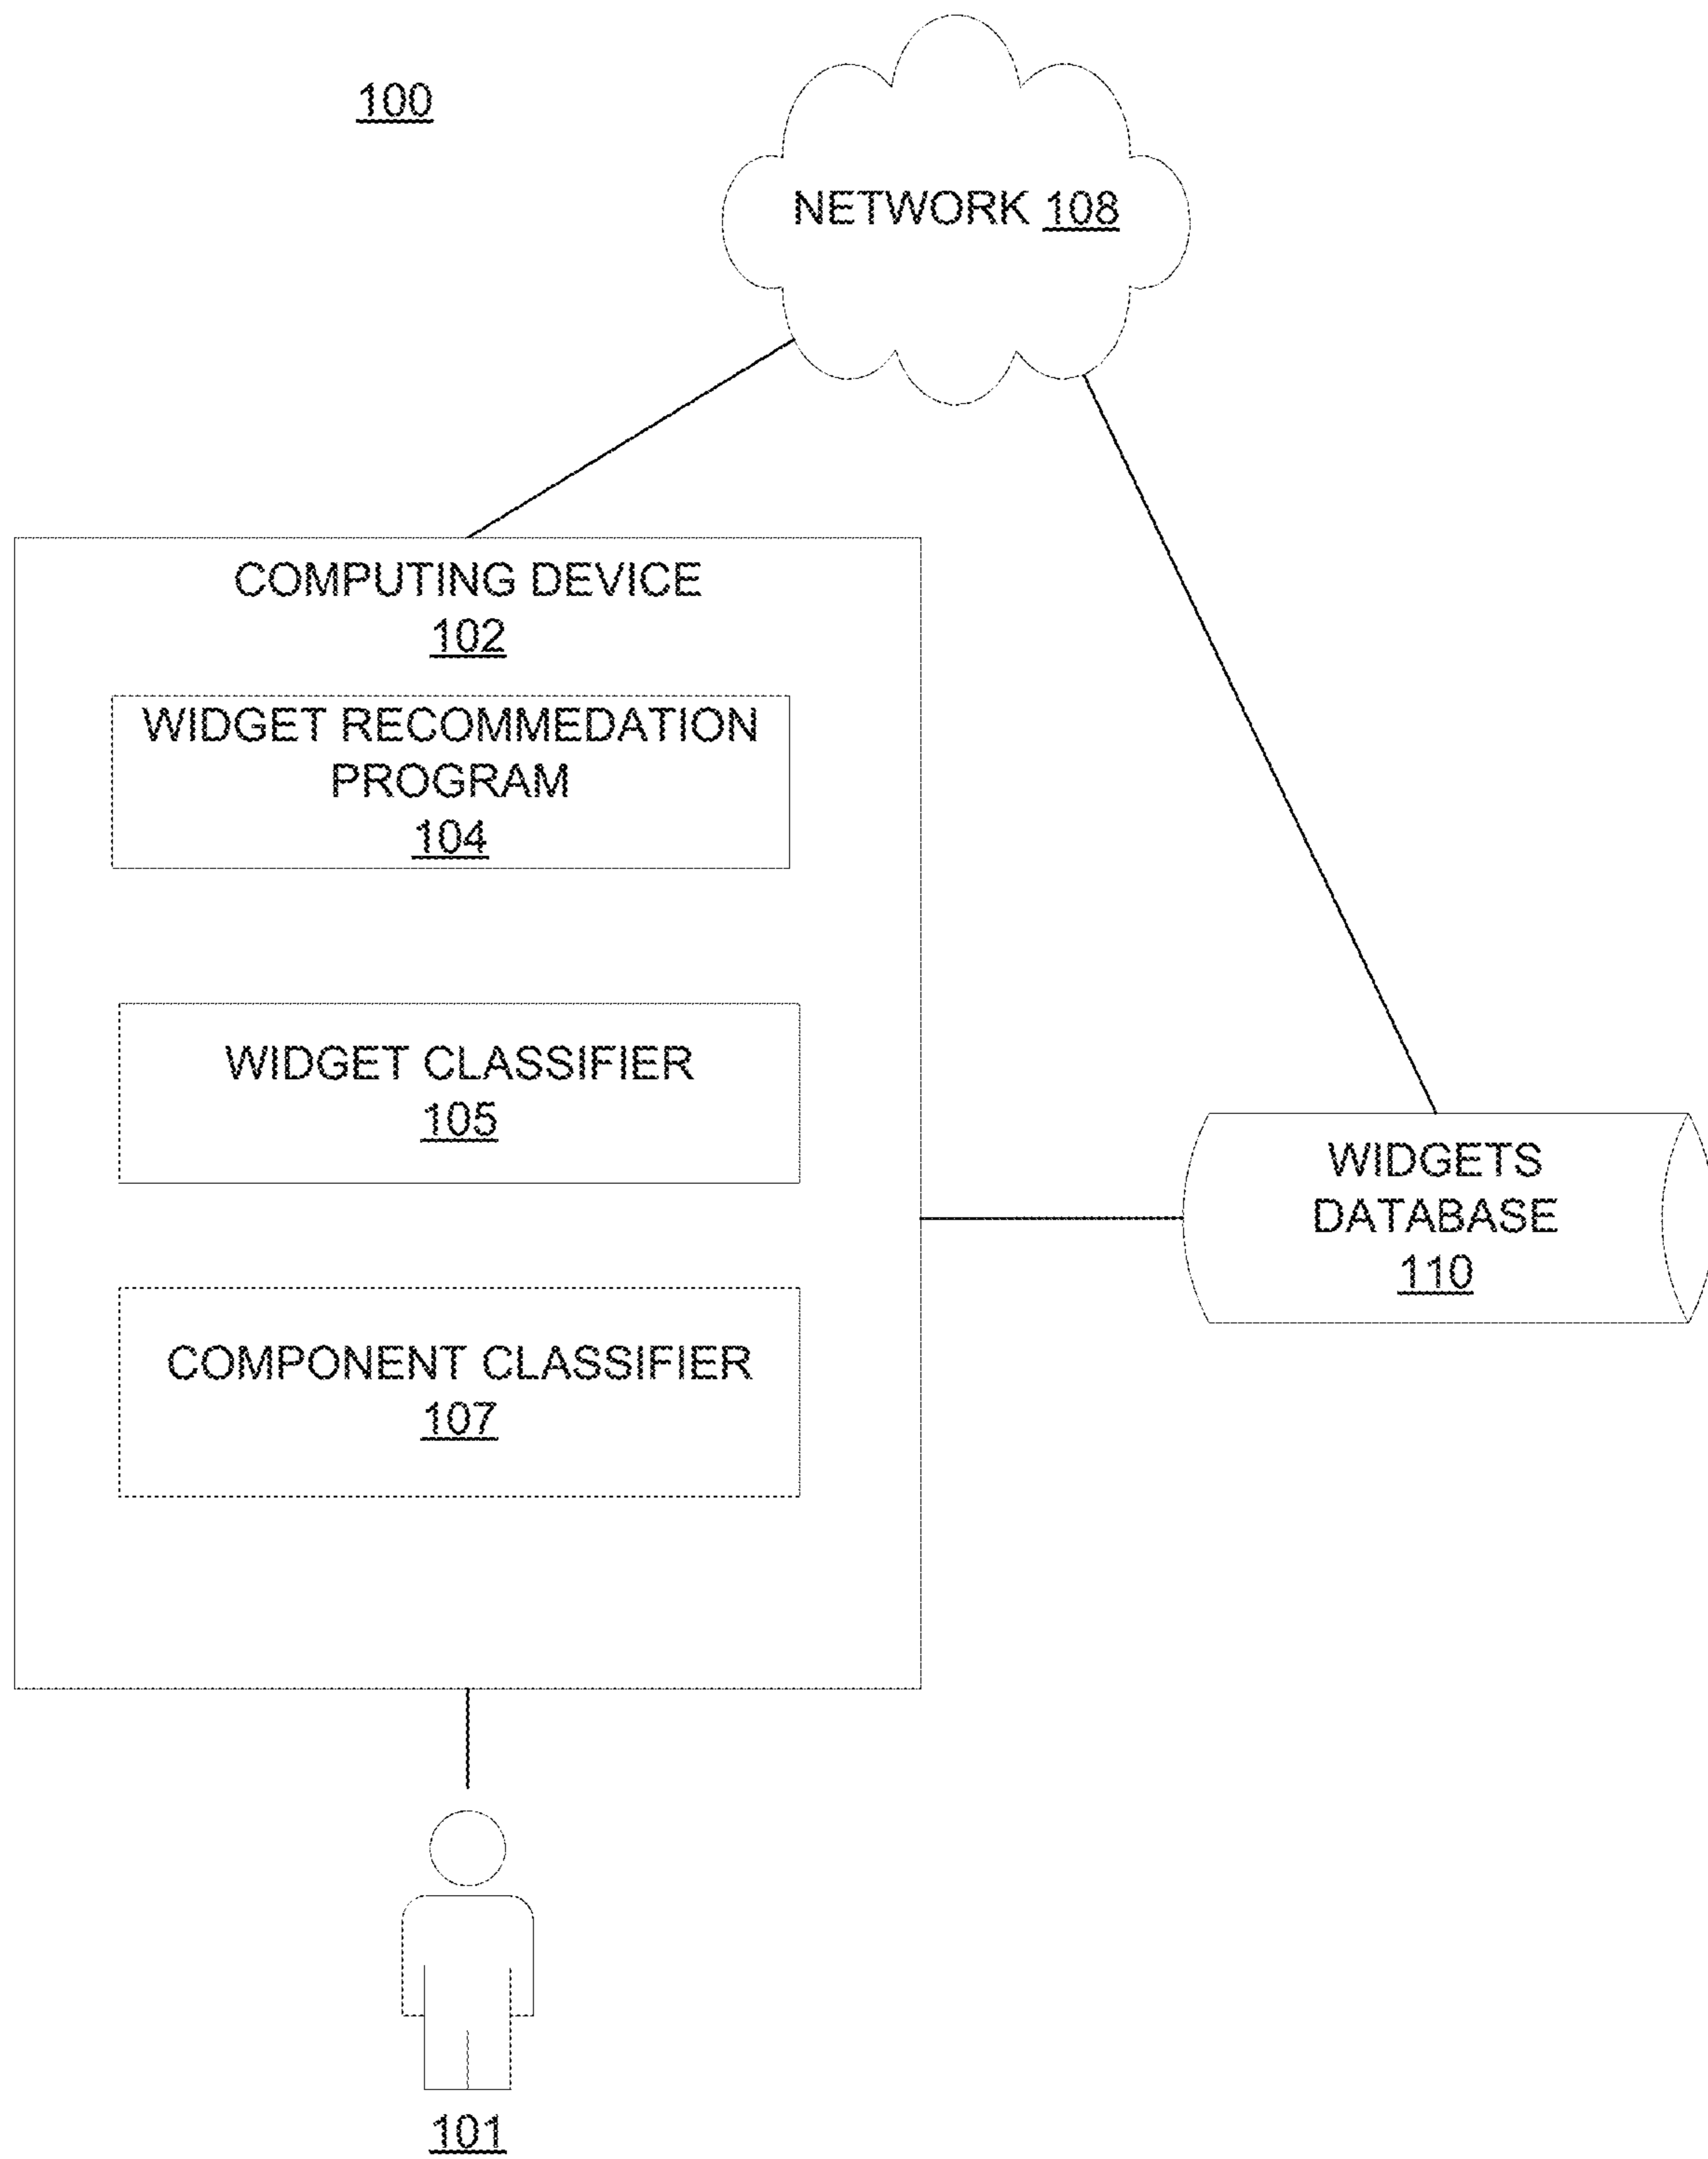 100
NETWORK 108
COMPUTING DEVICE
102
WIDGET RECOMMEDATION
PROGRAM
104
WIDGET CLASSIFIER
105
COMPONENT CLASSIFIER
107
WIDGETS
DATABASE
110
101